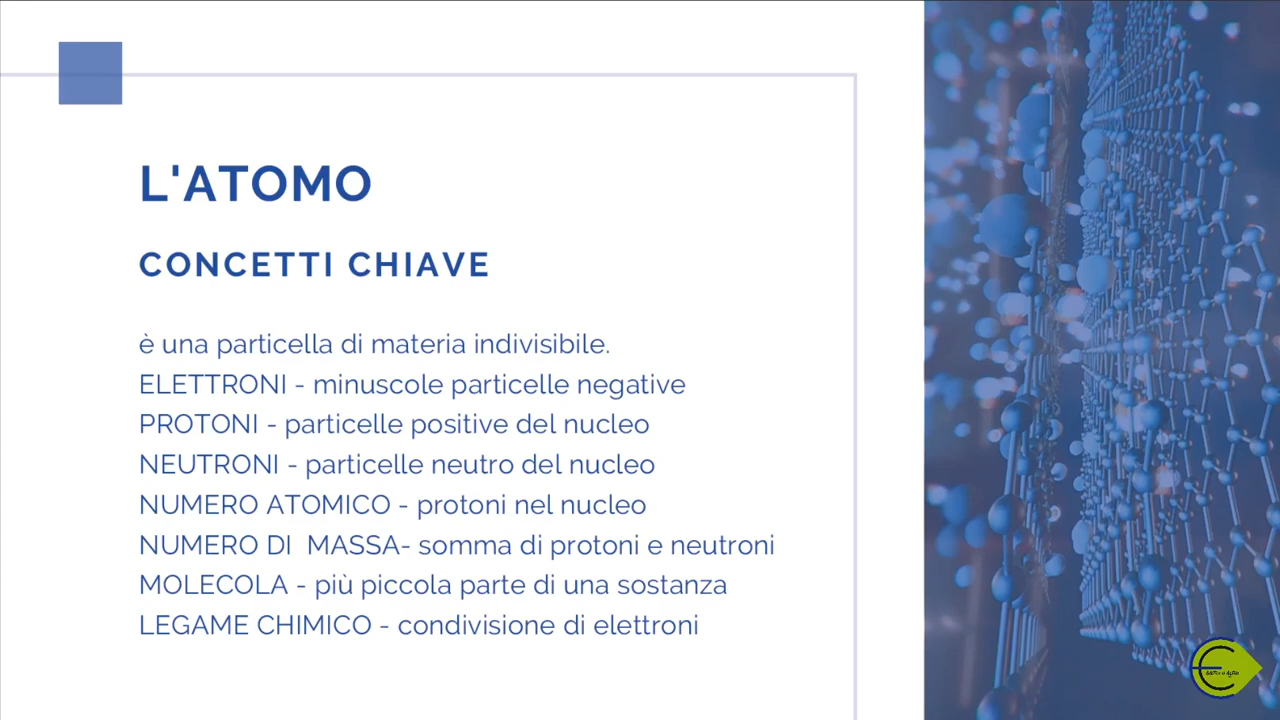 L'ATOMO
CONCETTI CHIAVE
è una particella di materia indivisibile.
ELETTRONI - minuscole particelle negative
PROTONI - particelle positive del nucleo
NEUTRONI - particelle neutro del nucleo
NUMERO ATOMICO - protoni nel nucleo
NUMERO DI  MASSA- somma di protoni e neutroni
MOLECOLA - più piccola parte di una sostanza
LEGAME CHIMICO - condivisione di elettroni